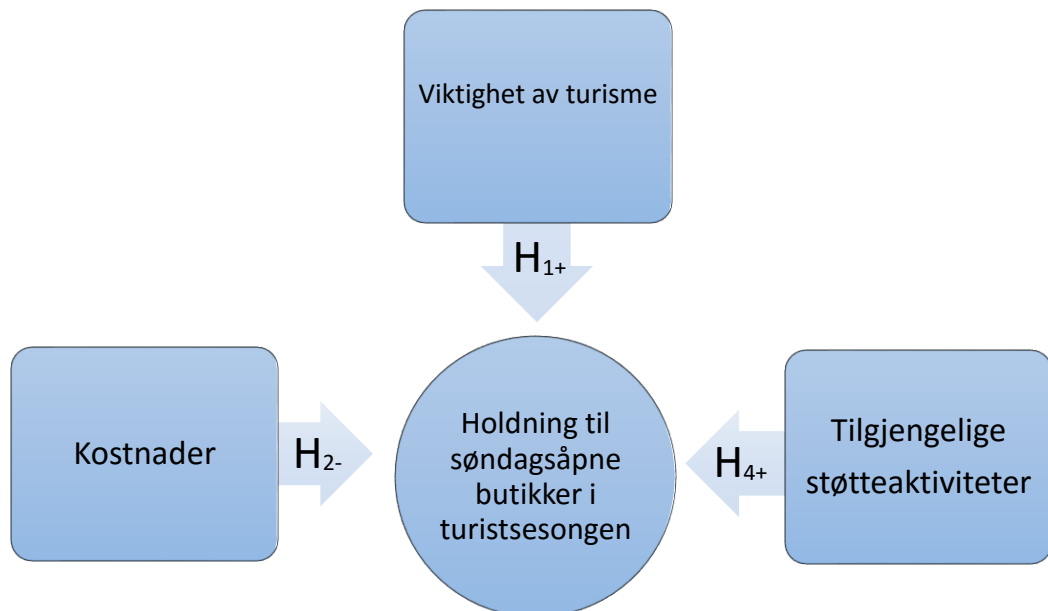 Viktighet av turisme
H1+
Kostnader
H2-
Holdning til
søndagsåpne
butikker i
turistsesongen
H4+
Tilgjengelige
støtteaktiviteter